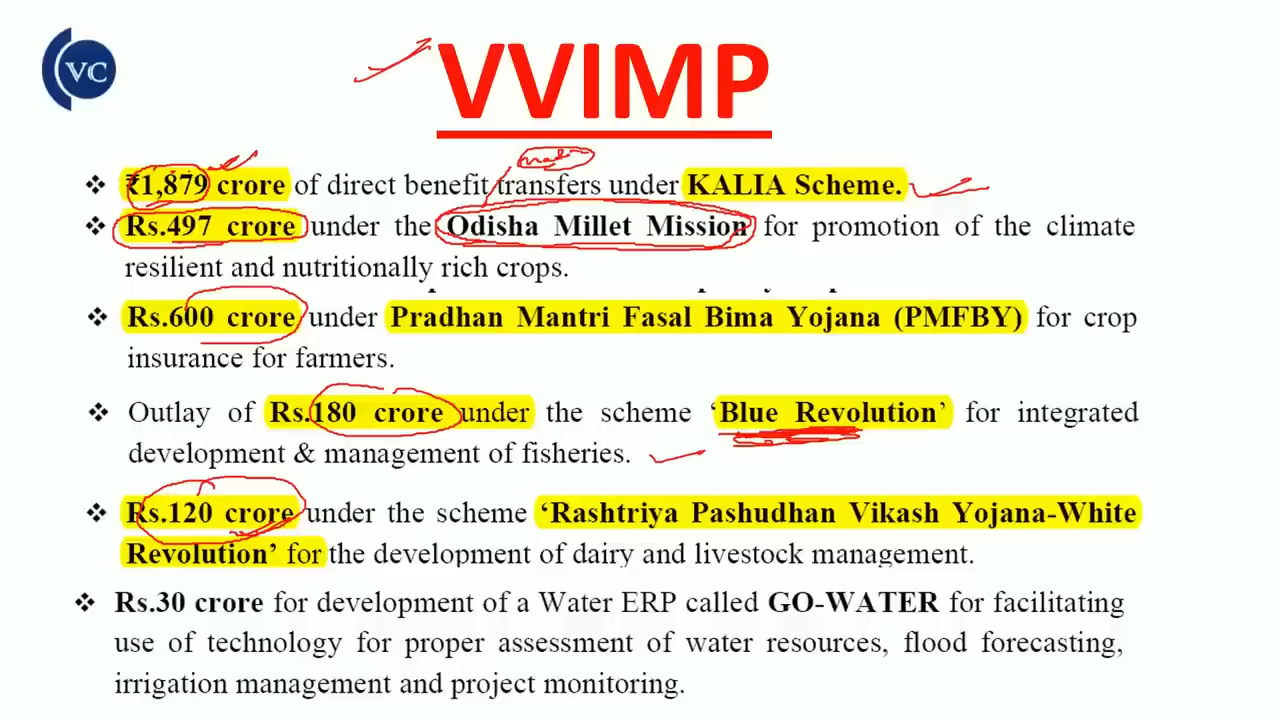 VC
VVIMP
❖ ₹1,879 crore of direct benefit transfers under KALIA Scheme.
❖ Rs.497 crore under the Odisha Millet Mission for promotion of the climate
resilient and nutritionally rich crops.
❖ Rs.600 crore under Pradhan Mantri Fasal Bima Yojana (PMFBY) for crop
insurance for farmers.
❖ Outlay of Rs.180 crore under the scheme ‘Blue Revolution’ for integrated
development & management of fisheries.
❖ Rs.120 crore under the scheme ‘Rashtriya Pashudhan Vikash Yojana-White
Revolution’ for the development of dairy and livestock management.
❖ Rs.30 crore for development of a Water ERP called GO-WATER for facilitating
use of technology for proper assessment of water resources, flood forecasting,
irrigation management and project monitoring.